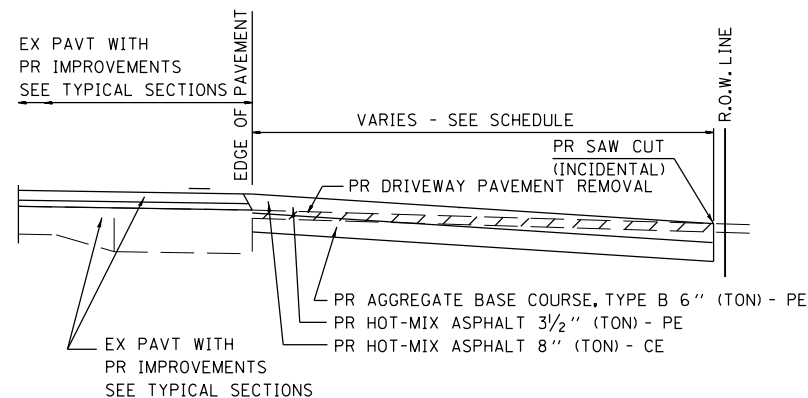 EX PAVT WITH
PR IMPROVEMENTS
SEE TYPICAL SECTIONS
EDGE OF PAVEMENT
VARIES - SEE SCHEDULE
R.O.W. LINE
PR SAW CUT
(INCIDENTAL)
PR DRIVEWAY PAVEMENT REMOVAL
PR AGGREGATE BASE COURSE, TYPE B 6" (TON) - PE
PR HOT-MIX ASPHALT 3½" (TON) - PE
PR HOT-MIX ASPHALT 8" (TON) - CE
EX PAVT WITH
PR IMPROVEMENTS
SEE TYPICAL SECTIONS